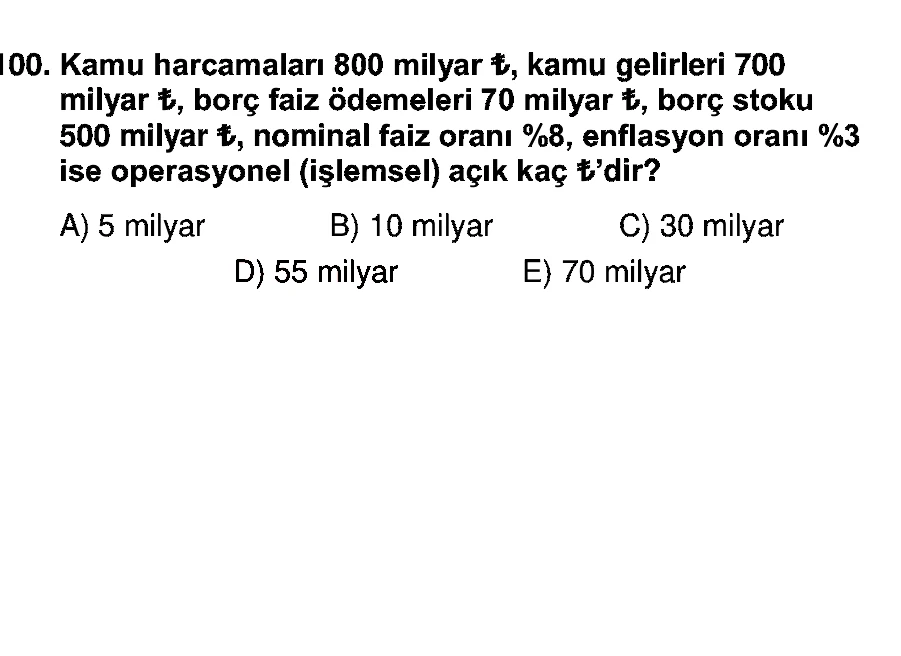 100. Kamu harcamaları 800 milyar ₺, kamu gelirleri 700
milyar ₺, borç faiz ödemeleri 70 milyar ₺, borç stoku
500 milyar ₺, nominal faiz oranı %8, enflasyon oranı %3
ise operasyonel (işlemsel) açık kaç ₺’dir?
A) 5 milyar B) 10 milyar C) 30 milyar
D) 55 milyar E) 70 milyar